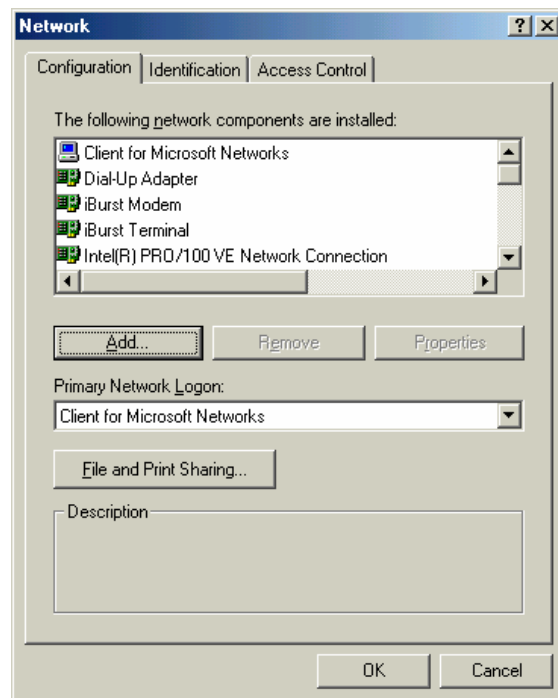 Network
Configuration Identification Access Control
The following network components are installed:
Client for Microsoft Networks
Dial-Up Adapter
iBurst Modem
iBurst Terminal
Intel(R) PRO/100 VE Network Connection
Add... Remove Properties
Primary Network Logon:
Client for Microsoft Networks
File and Print Sharing...
Description
OK Cancel